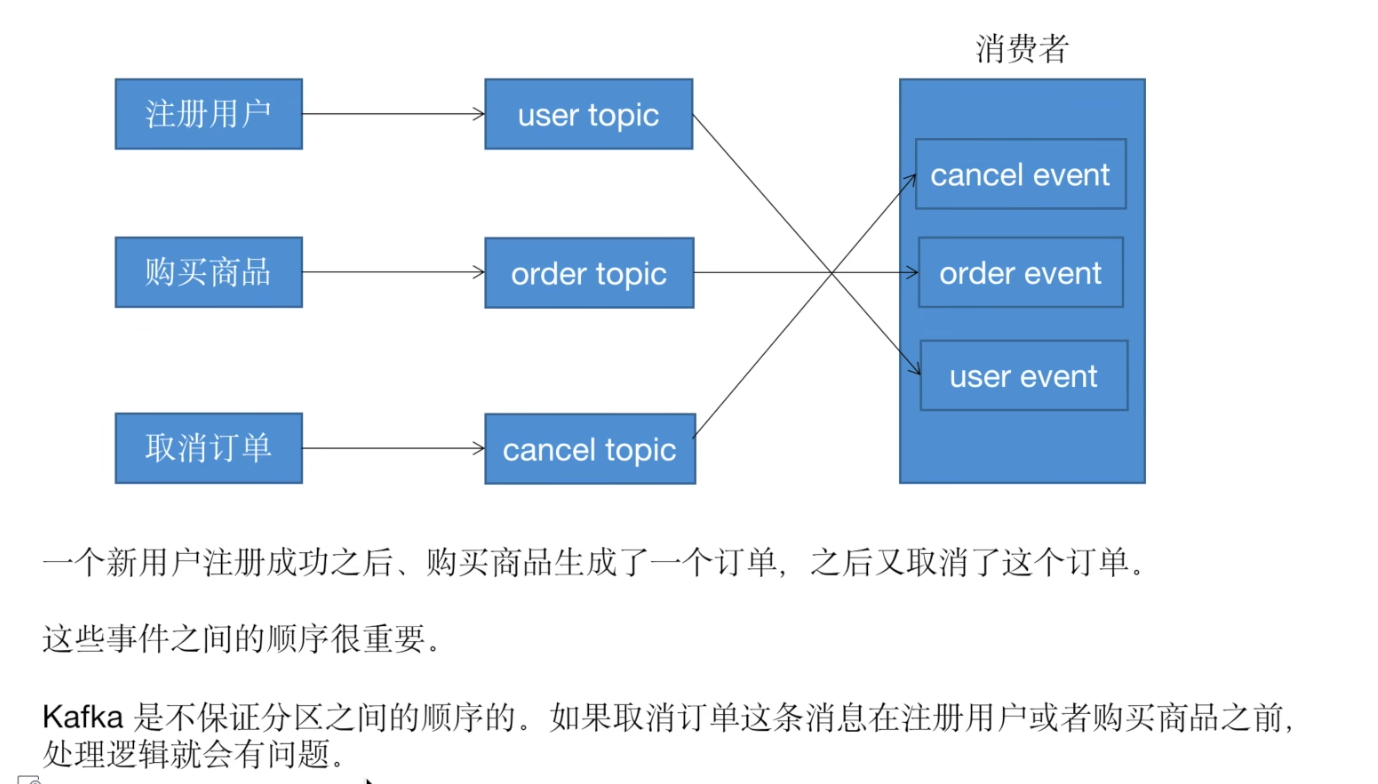 消费者
注册用户
user topic
cancel event
购买商品
order topic
order event
user event
取消订单
cancel topic
一个新用户注册成功之后、购买商品生成了一个订单，之后又取消了这个订单。
这些事件之间的顺序很重要。
Kafka 是不保证分区之间的顺序的。如果取消订单这条消息在注册用户或者购买商品之前，
处理逻辑就会有问题。